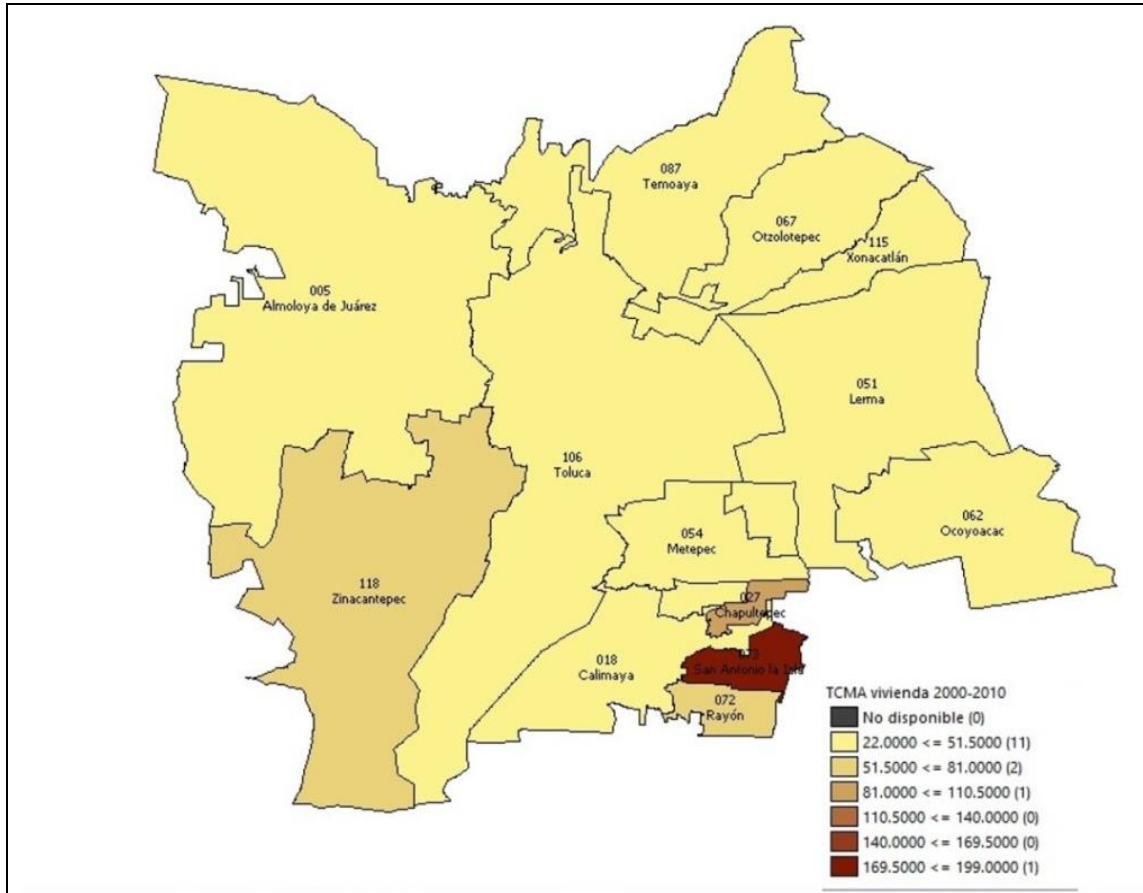 087
Temoaya
067
Otzolotepec
115
Xonacatlán
005
Almoloya de Juárez
051
Lerma
106
Toluca
062
Ocoyoacac
054
Metepec
118
Zinacantepec
027
Chapultepec
018
Calimaya
073
San Antonio la Isla
072
Rayón
TCMA vivienda 2000-2010
No disponible (0)
22.0000 <= 51.5000 (11)
51.5000 <= 81.0000 (2)
81.0000 <= 110.5000 (1)
110.5000 <= 140.0000 (0)
140.0000 <= 169.5000 (0)
169.5000 <= 199.0000 (1)